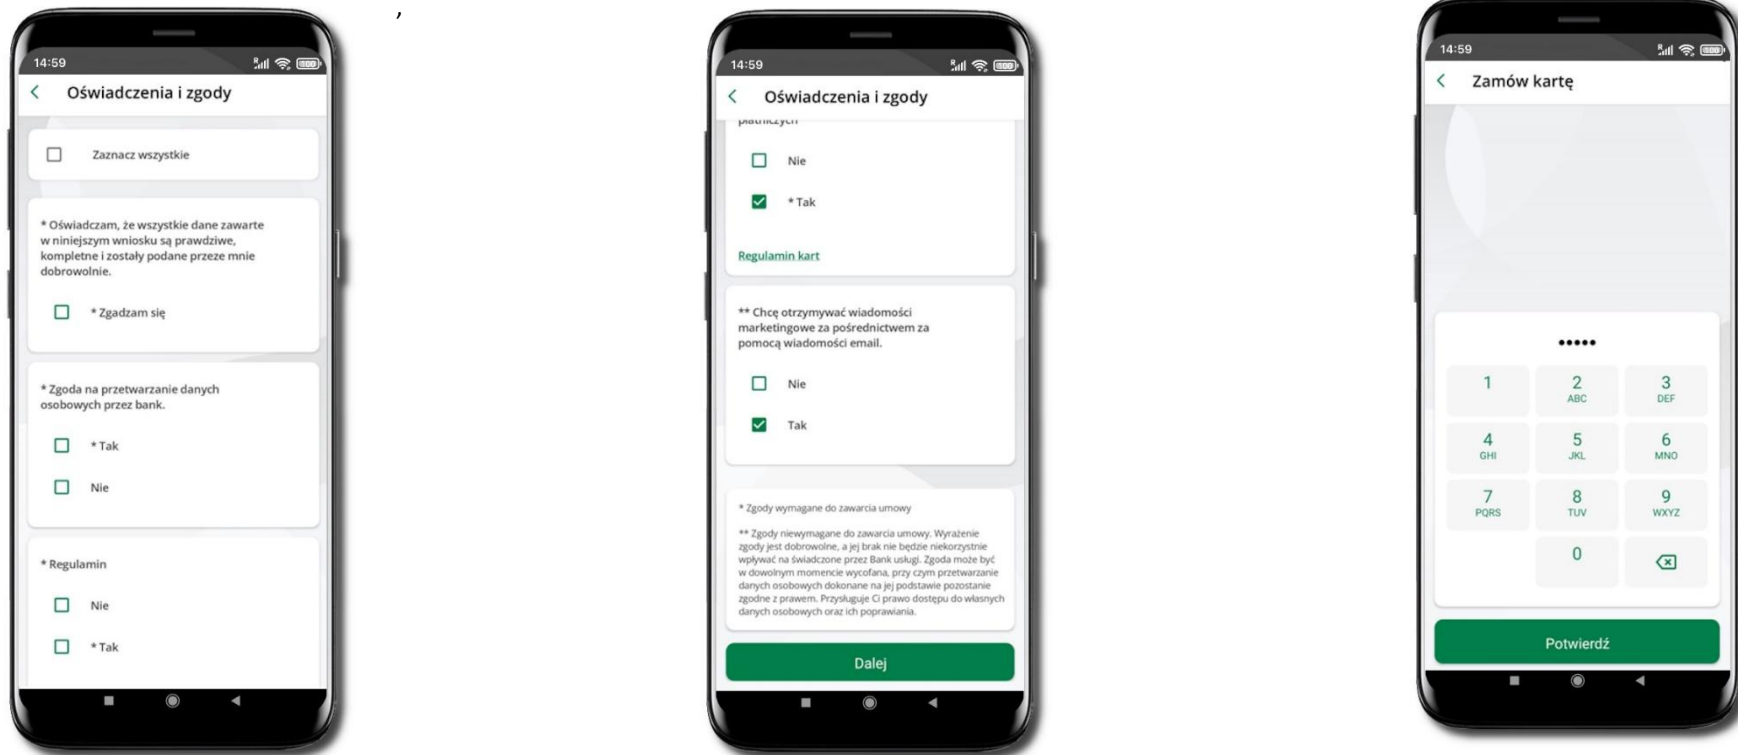 14:59
Oświadczenia i zgody
Zaznacz wszystkie
* Oświadczam, że wszystkie dane zawarte
w niniejszym wniosku są prawdziwe,
kompletne i zostały podane przeze mnie
dobrowolnie.
* Zgadzam się
* Zgoda na przetwarzanie danych
osobowych przez bank.
* Tak
Nie
* Regulamin
Nie
* Tak
,
14:59
Oświadczenia i zgody
płatniczych
Nie
* Tak
Regulamin kart
** Chcę otrzymywać wiadomości
marketingowe za pośrednictwem za
pomocą wiadomości email.
Nie
Tak
* Zgody wymagane do zawarcia umowy
** Zgody niewymagane do zawarcia umowy. Wyrażenie
zgody jest dobrowolne, a jej brak nie będzie niekorzystnie
wpływać na świadczone przez Bank usługi. Zgoda może być
w dowolnym momencie wycofana, przy czym przetwarzanie
danych osobowych dokonane na jej podstawie pozostanie
zgodne z prawem. Przysługuje Ci prawo dostępu do własnych
danych osobowych oraz ich poprawiania.
Dalej
14:59
Zamów kartę
•••••
1 2 3
ABC DEF
4 5 6
GHI JKL MNO
7 8 9
PQRS TUV WXYZ
0
Potwierdź